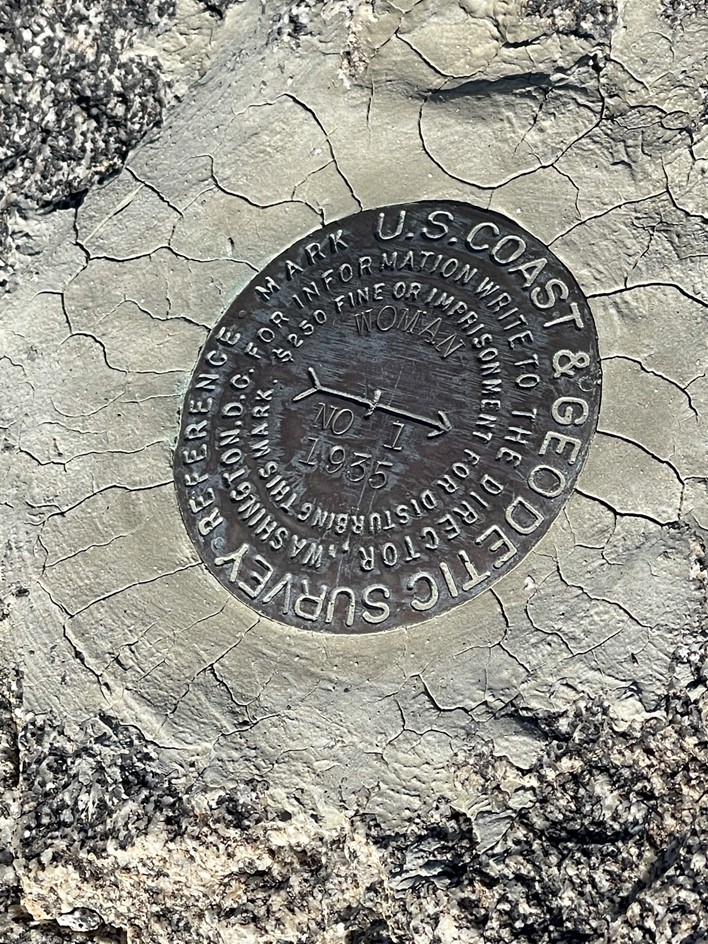 U.S. COAST & GEODETIC SURVEY
REFERENCE MARK
FOR INFORMATION WRITE TO THE DIRECTOR, WASHINGTON, D.C.
$250 FINE OR IMPRISONMENT FOR DISTURBING THIS MARK.
WOMAN
NO 1
1935